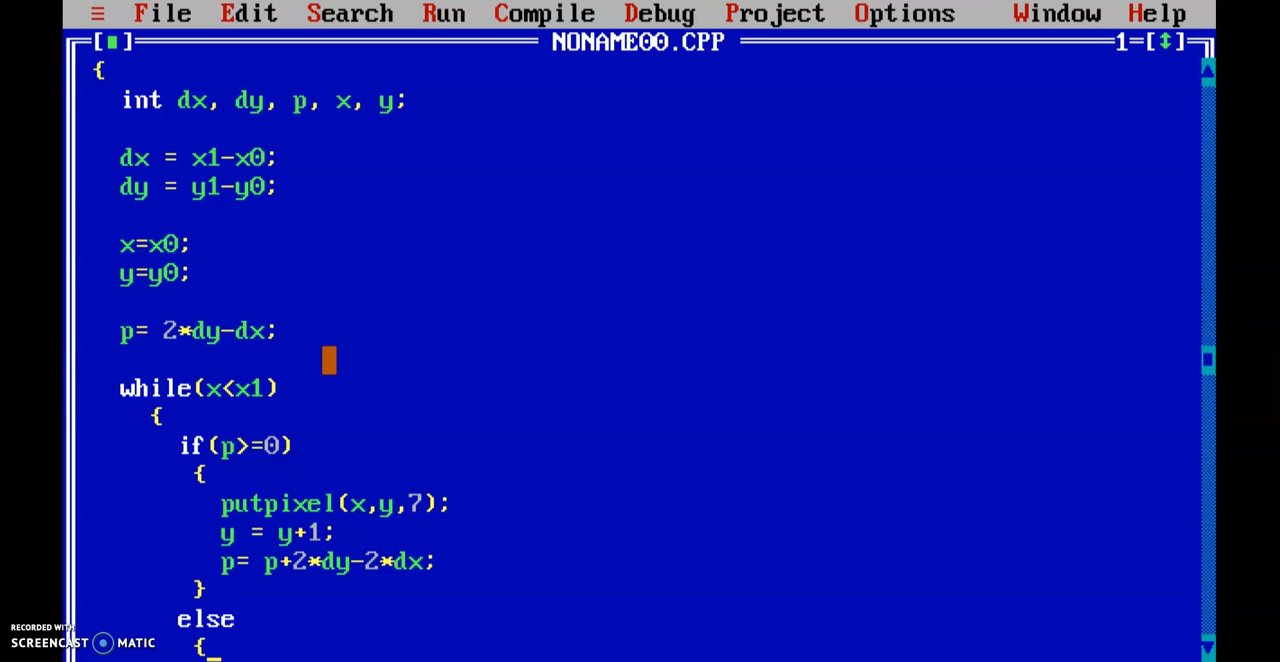 ≡ File Edit Search Run Compile Debug Project Options Window Help
[■] NONAME00.CPP 1=[↕]
{
int dx, dy, p, x, y;
dx = x1-x0;
dy = y1-y0;
x=x0;
y=y0;
p= 2*dy-dx;
while(x<x1)
{
if(p>=0)
{
putpixel(x,y,7);
y = y+1;
p= p+2*dy-2*dx;
}
else
{_
RECORDED WITH
SCREENCAST MATIC